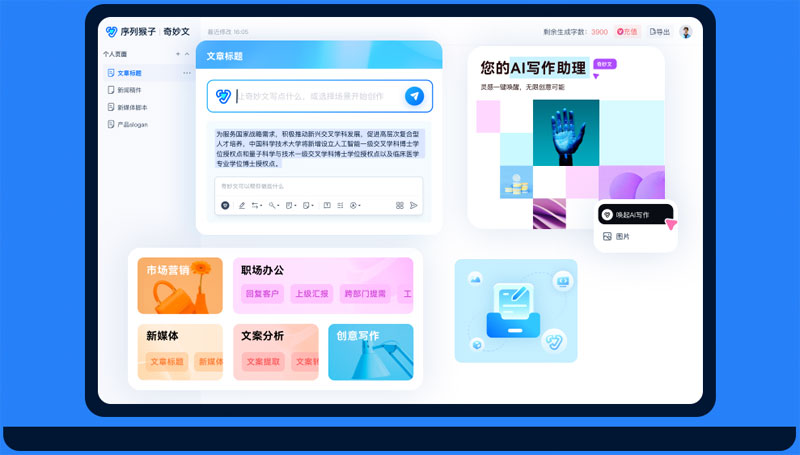 序列猴子 | 奇妙文
最近修改 16:05
剩余生成字数： 3900
充值
导出
个人页面
文章标题
新闻稿件
新媒体脚本
产品slogan
文章标题
让奇妙文写点什么，或选择场景开始创作
为服务国家战略需求，积极推动新兴交叉学科发展，促进高层次复合型
人才培养，中国科学技术大学将新增设立人工智能一级交叉学科博士学
位授权点和量子科学与技术一级交叉学科博士学位授权点以及临床医学
专业学位博士授权点。
奇妙文可以帮你做些什么
您的AI写作助理
奇妙文
灵感一键唤醒，无限创意可能
唤起AI写作
图片
市场营销
职场办公
回复客户
上级汇报
跨部门提需
工
新媒体
文章标题
新媒体
文案分析
文案提取
文案转
创意写作